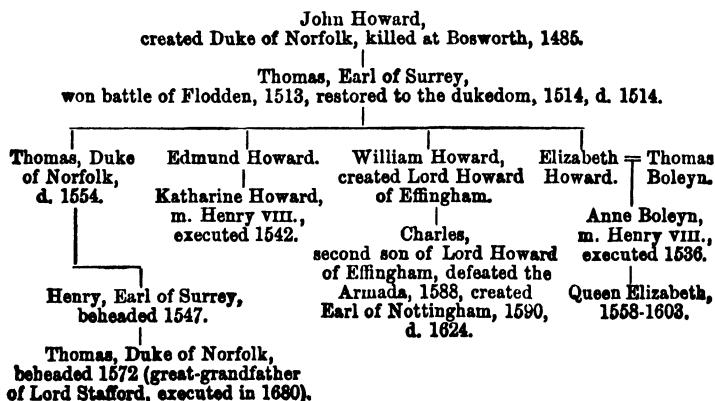 John Howard,
created Duke of Norfolk, killed at Bosworth, 1485.
Thomas, Earl of Surrey,
won battle of Flodden, 1513, restored to the dukedom, 1514, d. 1514.
Thomas, Duke
of Norfolk,
d. 1554.
Edmund Howard.
Katharine Howard,
m. Henry VIII.,
executed 1542.
William Howard,
created Lord Howard
of Effingham.
Charles,
second son of Lord Howard
of Effingham, defeated the
Armada, 1588, created
Earl of Nottingham, 1590,
d. 1624.
Elizabeth = Thomas
Howard. Boleyn.
Anne Boleyn,
m. Henry VIII.,
executed 1536.
Queen Elizabeth,
1558-1603.
Henry, Earl of Surrey,
beheaded 1547.
Thomas, Duke of Norfolk,
beheaded 1572 (great-grandfather
of Lord Stafford, executed in 1680).